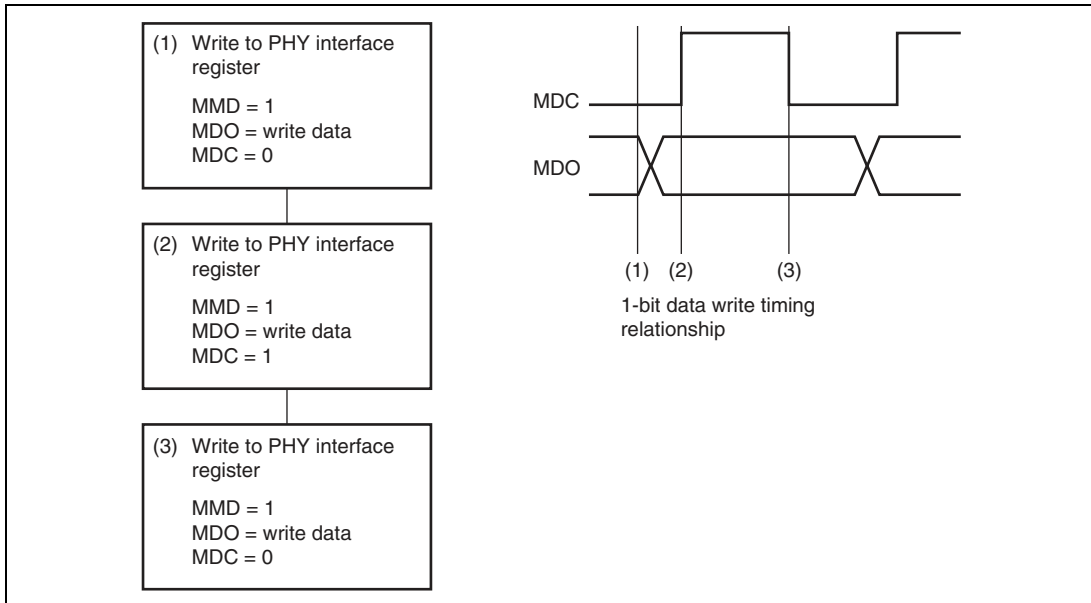 (1) Write to PHY interface
register
MMD = 1
MDO = write data
MDC = 0
(2) Write to PHY interface
register
MMD = 1
MDO = write data
MDC = 1
(3) Write to PHY interface
register
MMD = 1
MDO = write data
MDC = 0
MDC
MDO
(1) (2) (3)
1-bit data write timing
relationship